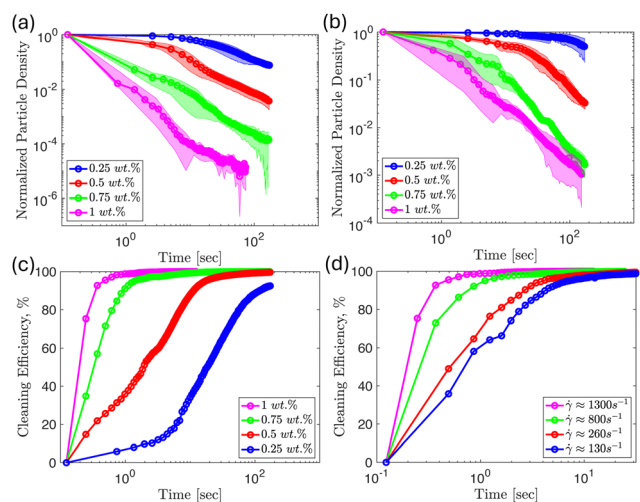 (a)
10^0
10^-2
10^-4
10^-6
Normalized Particle Density
0.25 wt.%
0.5 wt.%
0.75 wt.%
1 wt.%
10^0
10^2
Time [sec]
(b)
10^0
10^-1
10^-2
10^-3
10^-4
Normalized Particle Density
0.25 wt.%
0.5 wt.%
0.75 wt.%
1 wt.%
10^0
10^2
Time [sec]
(c)
100
80
60
40
20
0
Cleaning Efficiency, %
1 wt.%
0.75 wt.%
0.5 wt.%
0.25 wt.%
10^0
10^2
Time [sec]
(d)
100
80
60
40
20
0
Cleaning Efficiency, %
γ̇ ≈ 1300s^-1
γ̇ ≈ 800s^-1
γ̇ ≈ 260s^-1
γ̇ ≈ 130s^-1
10^-1
10^0
10^1
Time [sec]